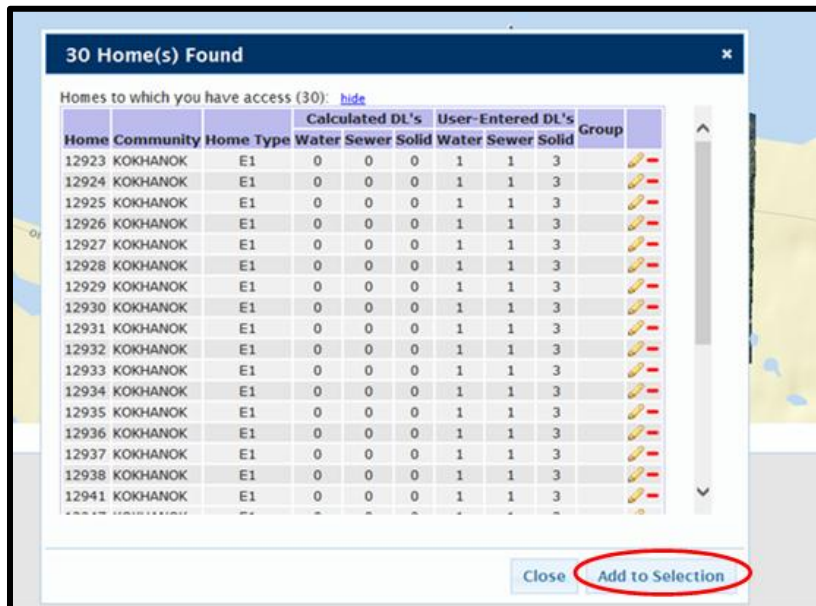 30 Home(s) Found ×
Homes to which you have access (30): hide
Calculated DL's User-Entered DL's Group
Home Community Home Type Water Sewer Solid Water Sewer Solid
12923 KOKHANOK E1 0 0 0 1 1 3
12924 KOKHANOK E1 0 0 0 1 1 3
12925 KOKHANOK E1 0 0 0 1 1 3
12926 KOKHANOK E1 0 0 0 1 1 3
12927 KOKHANOK E1 0 0 0 1 1 3
12928 KOKHANOK E1 0 0 0 1 1 3
12929 KOKHANOK E1 0 0 0 1 1 3
12930 KOKHANOK E1 0 0 0 1 1 3
12931 KOKHANOK E1 0 0 0 1 1 3
12932 KOKHANOK E1 0 0 0 1 1 3
12933 KOKHANOK E1 0 0 0 1 1 3
12934 KOKHANOK E1 0 0 0 1 1 3
12935 KOKHANOK E1 0 0 0 1 1 3
12936 KOKHANOK E1 0 0 0 1 1 3
12937 KOKHANOK E1 0 0 0 1 1 3
12938 KOKHANOK E1 0 0 0 1 1 3
12941 KOKHANOK E1 0 0 0 1 1 3
Close Add to Selection